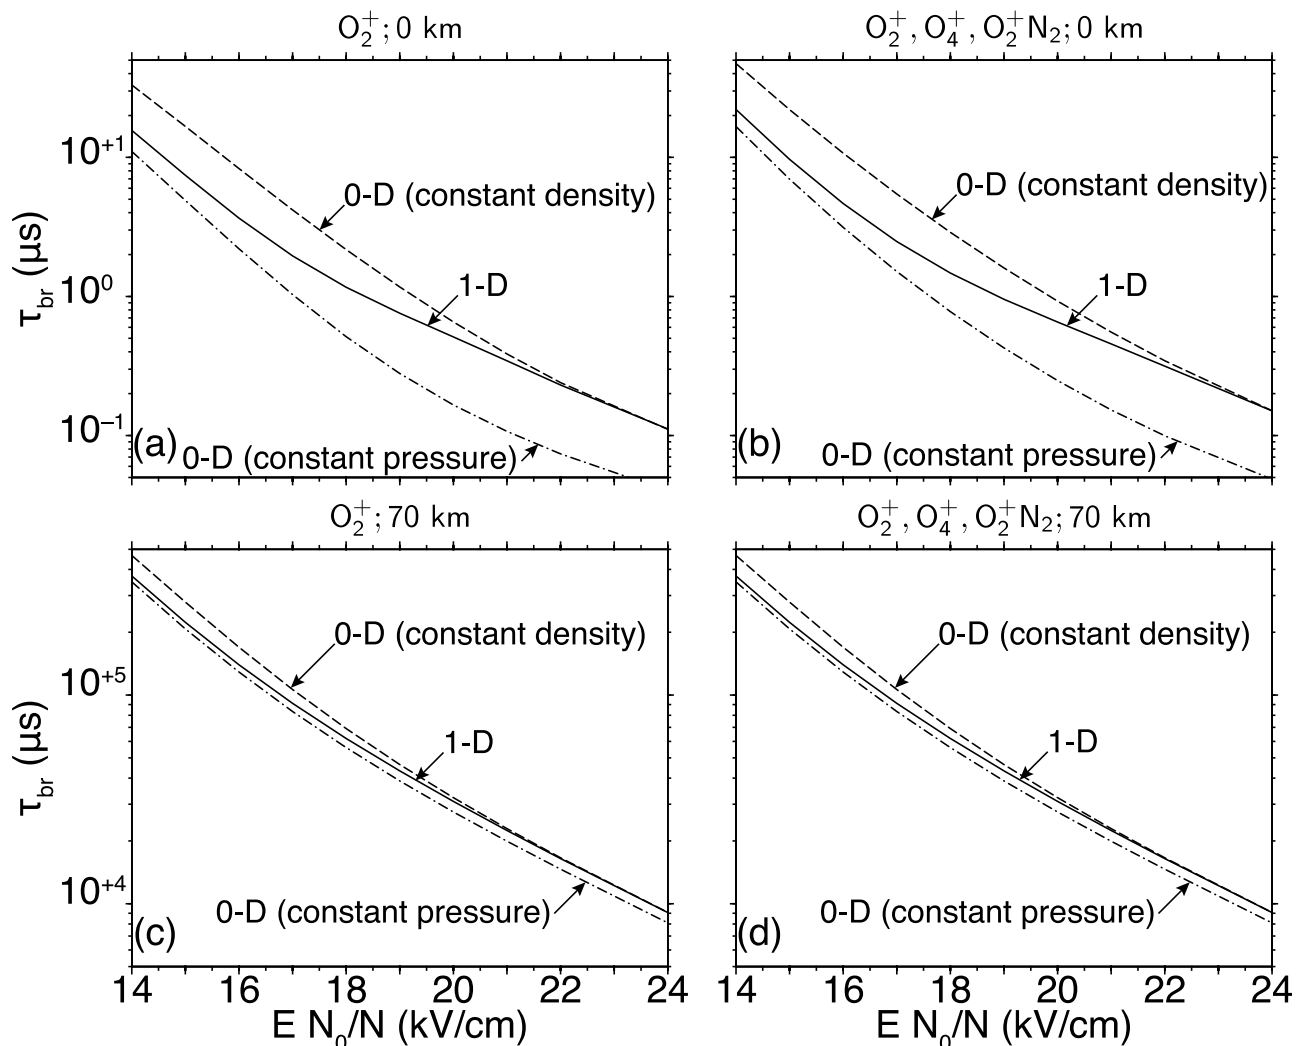 O₂⁺; 0 km
O₂⁺, O₄⁺, O₂⁺N₂; 0 km
τbr (μs)
10⁺¹
10⁰
10⁻¹
0-D (constant density)
1-D
(a)
0-D (constant pressure)
0-D (constant density)
1-D
(b)
0-D (constant pressure)
O₂⁺; 70 km
O₂⁺, O₄⁺, O₂⁺N₂; 70 km
τbr (μs)
10⁺⁵
10⁺⁴
0-D (constant density)
1-D
0-D (constant pressure)
(c)
0-D (constant density)
1-D
0-D (constant pressure)
(d)
14 16 18 20 22 24
14 16 18 20 22 24
E N₀/N (kV/cm)
E N₀/N (kV/cm)